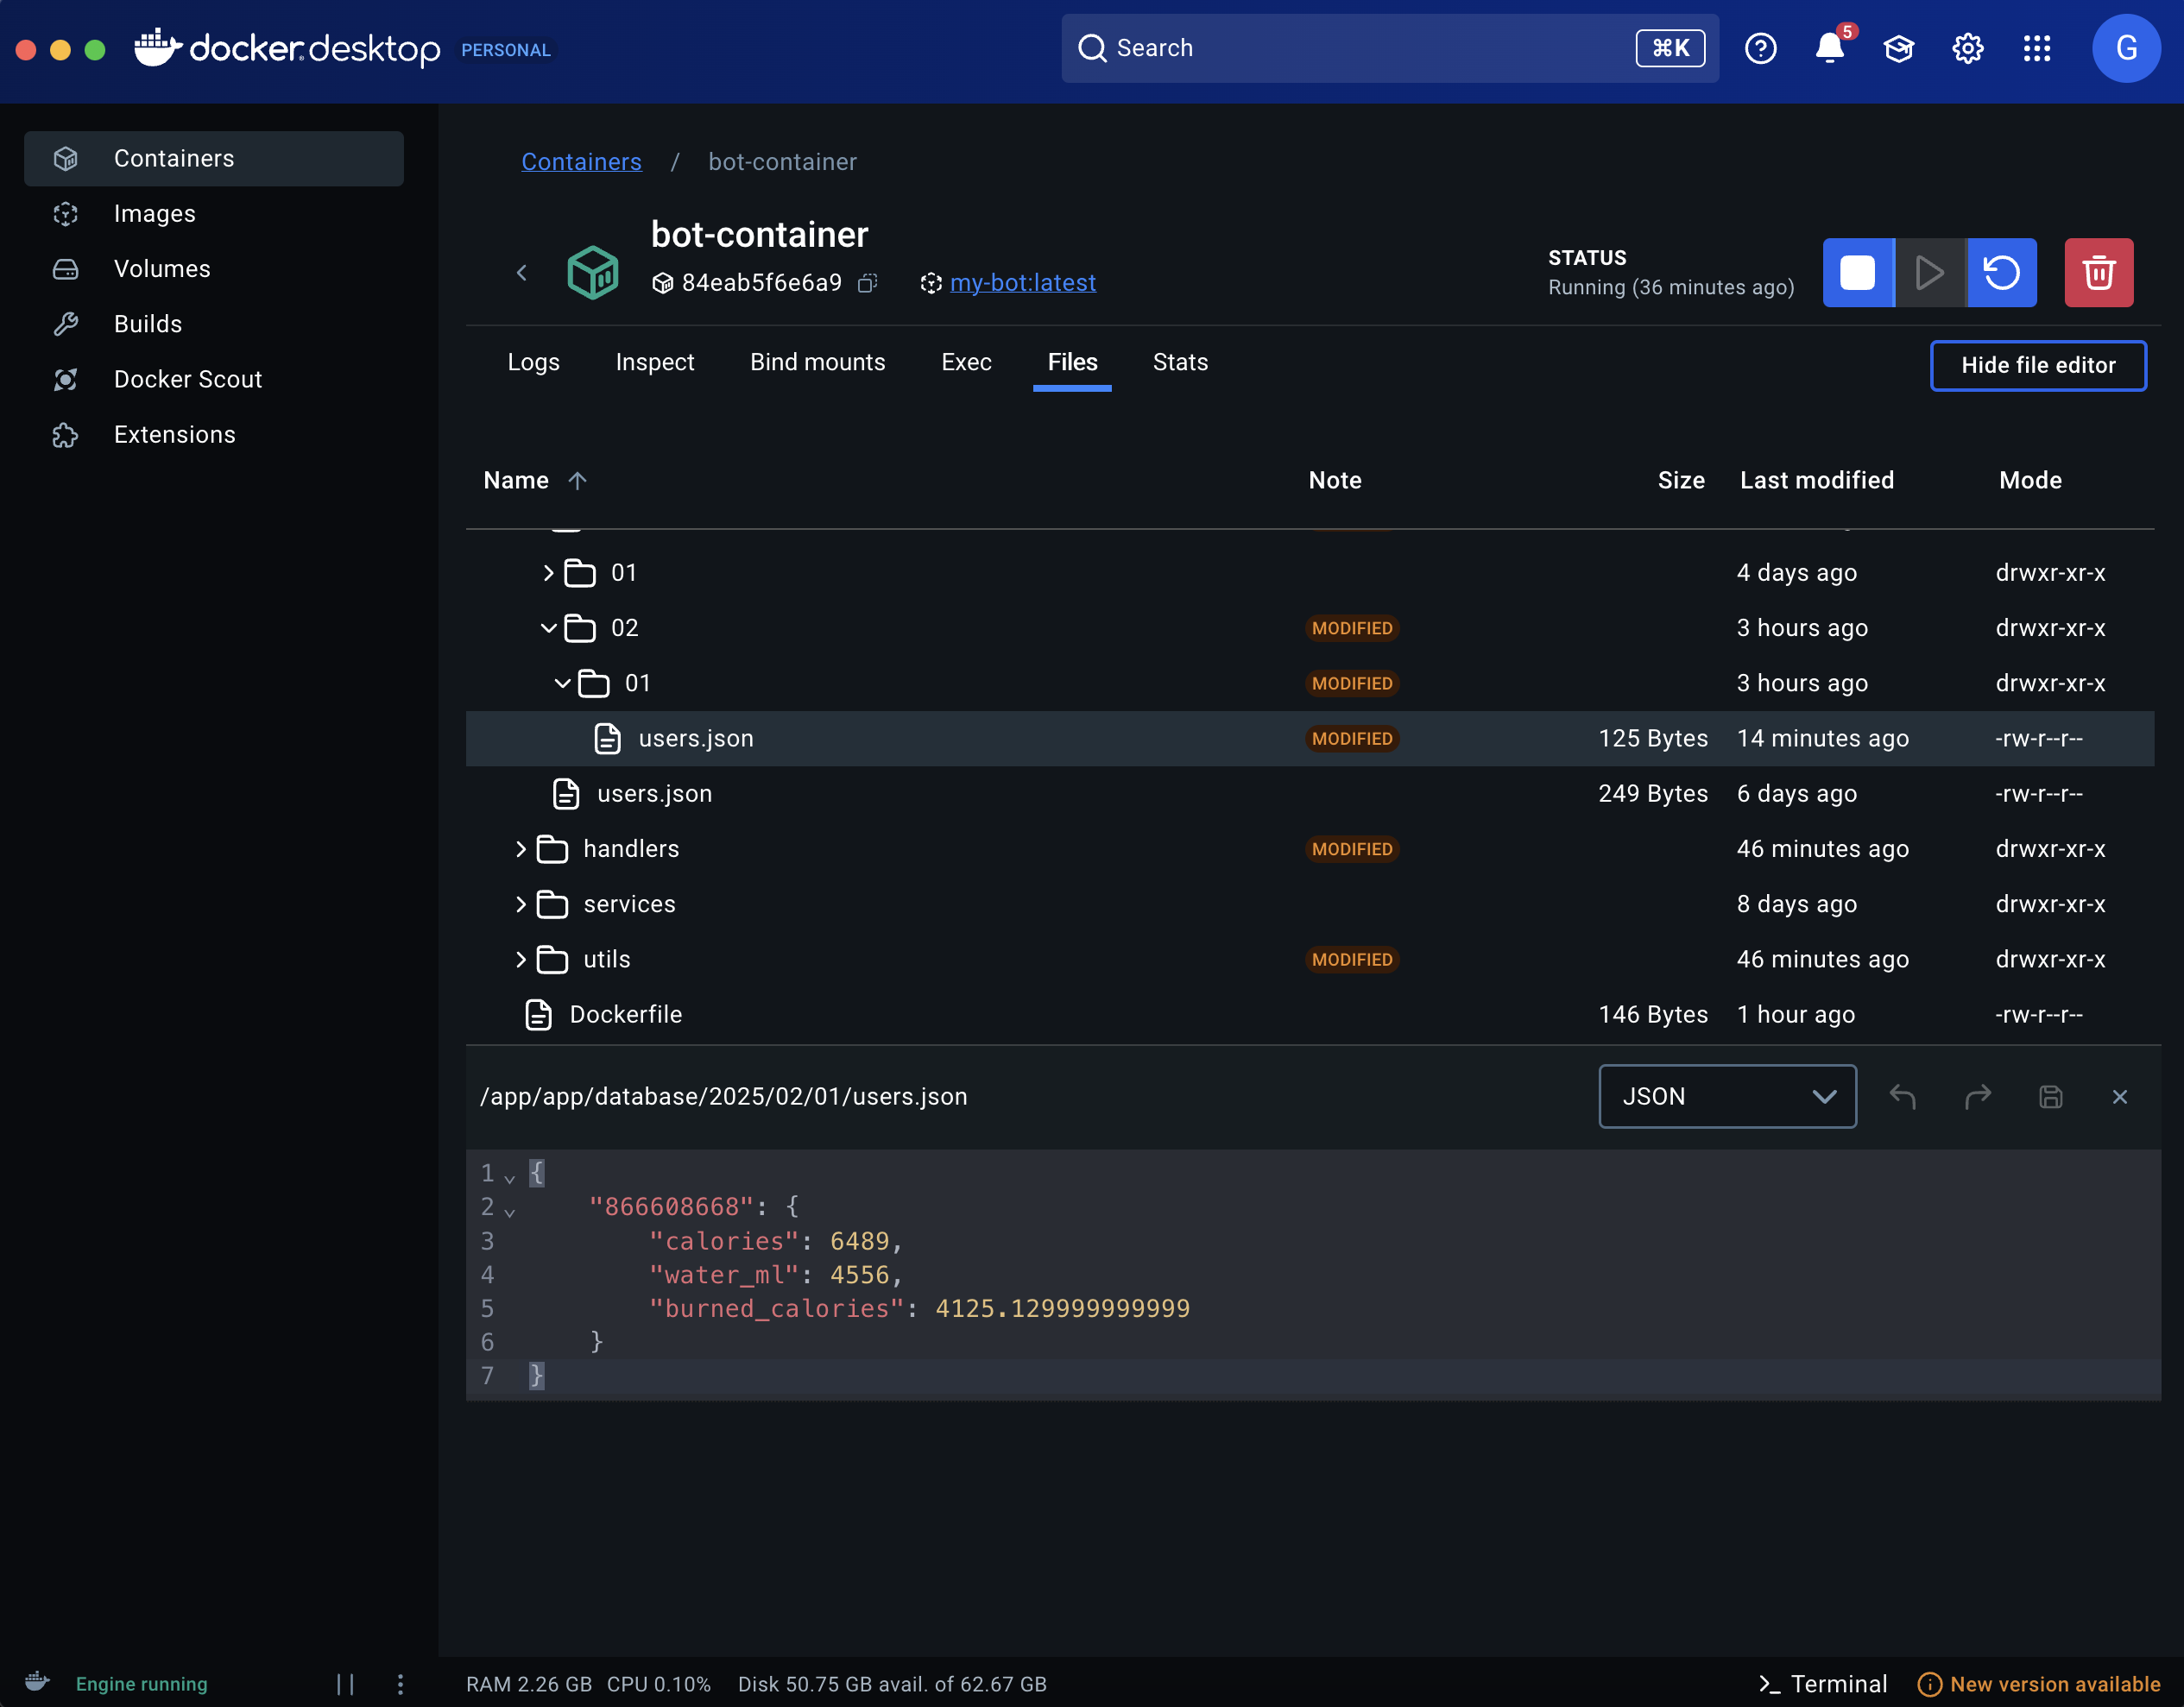 docker.desktop PERSONAL
Search ⌘K
5
G
Containers
Images
Volumes
Builds
Docker Scout
Extensions
Containers / bot-container
bot-container
84eab5f6e6a9 my-bot:latest
STATUS
Running (36 minutes ago)
Logs Inspect Bind mounts Exec Files Stats
Hide file editor
Name ↑ Note Size Last modified Mode
01 4 days ago drwxr-xr-x
02 MODIFIED 3 hours ago drwxr-xr-x
01 MODIFIED 3 hours ago drwxr-xr-x
users.json MODIFIED 125 Bytes 14 minutes ago -rw-r--r--
users.json 249 Bytes 6 days ago -rw-r--r--
handlers MODIFIED 46 minutes ago drwxr-xr-x
services 8 days ago drwxr-xr-x
utils MODIFIED 46 minutes ago drwxr-xr-x
Dockerfile 146 Bytes 1 hour ago -rw-r--r--
/app/app/database/2025/02/01/users.json JSON
1 {
2 "866608668": {
3 "calories": 6489,
4 "water_ml": 4556,
5 "burned_calories": 4125.129999999999
6 }
7 }
Engine running
RAM 2.26 GB CPU 0.10% Disk 50.75 GB avail. of 62.67 GB
>_ Terminal
New version available